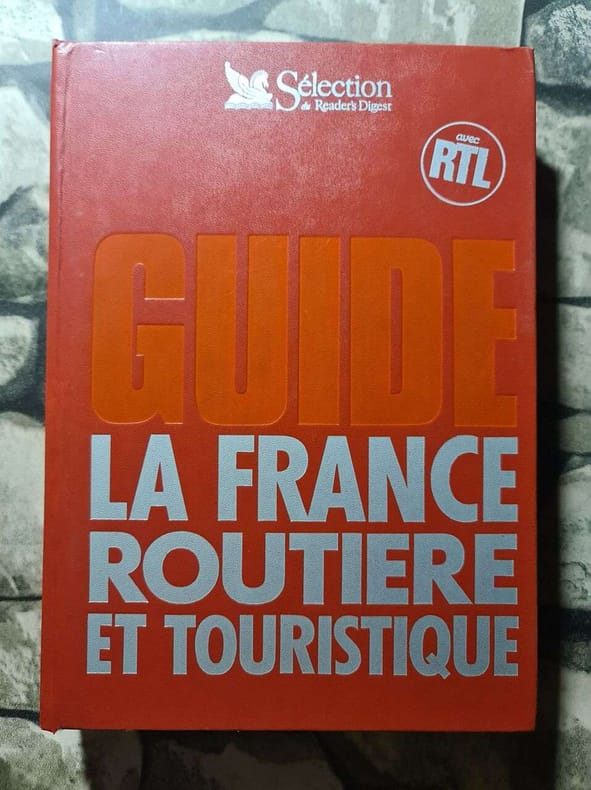 Sélection
du Reader's Digest
avec
RTL
GUIDE
LA FRANCE
ROUTIERE
ET TOURISTIQUE